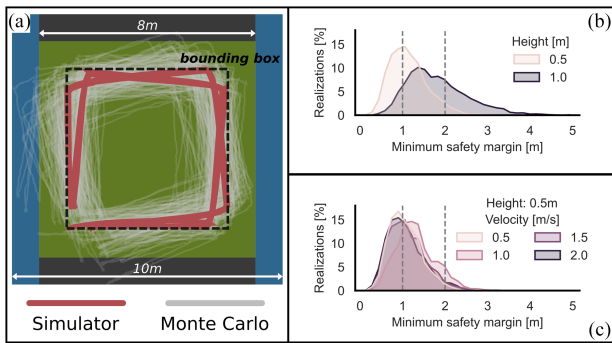 (a)
8m
bounding box
10m
Simulator
Monte Carlo
(b)
Realizations [%]
15
10
5
0
Height [m]
0.5
1.0
0 1 2 3 4 5
Minimum safety margin [m]
Realizations [%]
15
10
5
0
Height: 0.5m
Velocity [m/s]
0.5 1.5
1.0 2.0
0 1 2 3 4 5
Minimum safety margin [m]
(c)